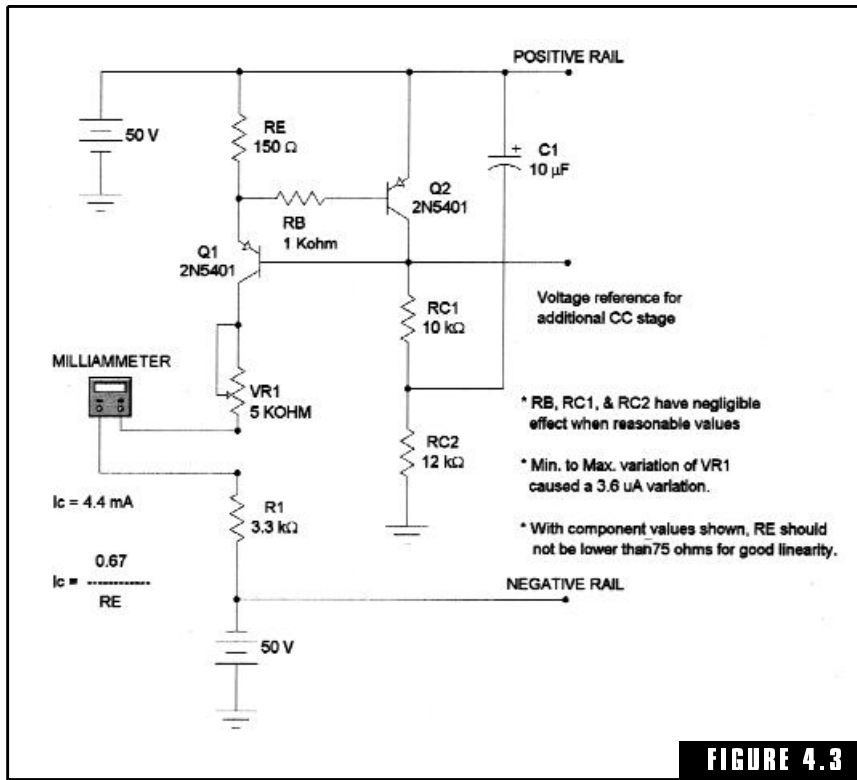 POSITIVE RAIL
50 V
RE
150 Ω
C1
+
10 μF
Q2
2N5401
RB
1 Kohm
Q1
2N5401
Voltage reference for
additional CC stage
RC1
10 kΩ
MILLIAMMETER
VR1
5 KOHM
* RB, RC1, & RC2 have negligible
effect when reasonable values
RC2
12 kΩ
* Min. to Max. variation of VR1
caused a 3.6 uA variation.
Ic = 4.4 mA
R1
3.3 kΩ
* With component values shown, RE should
not be lower than 75 ohms for good linearity.
0.67
Ic = ------------
RE
NEGATIVE RAIL
50 V
FIGURE 4.3